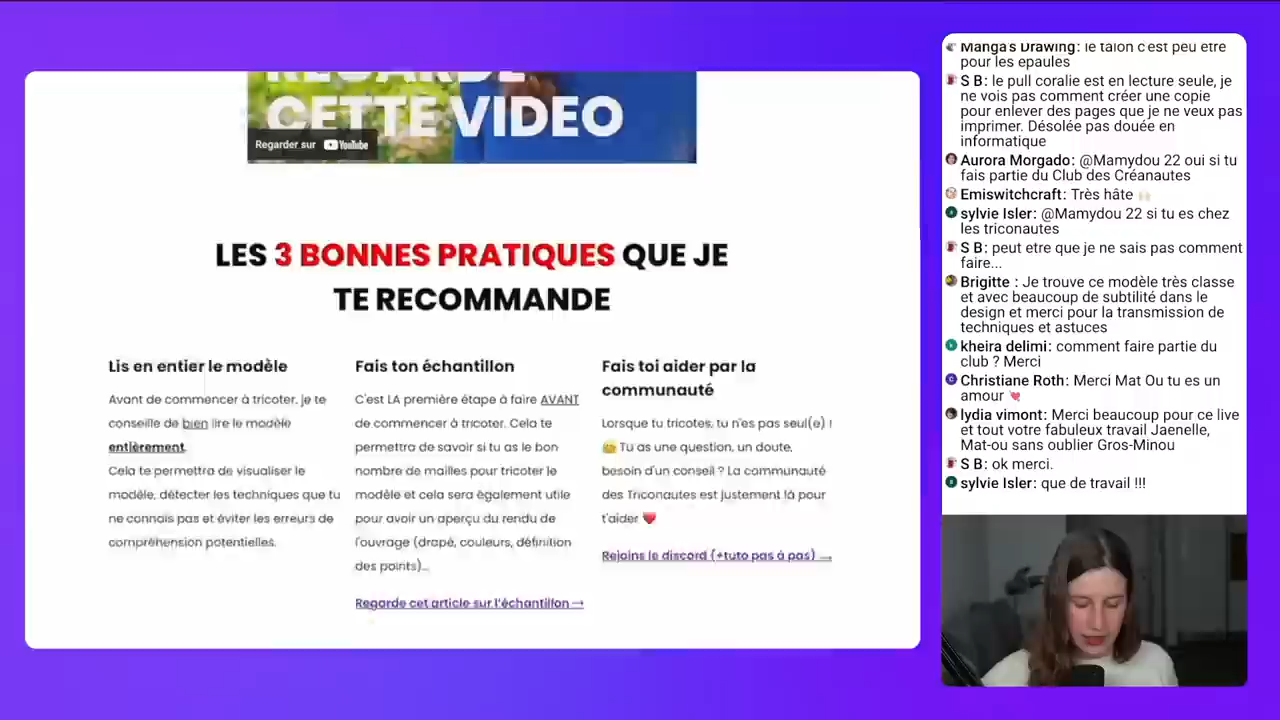 REGARDE
CETTE VIDEO
Regarder sur YouTube
LES 3 BONNES PRATIQUES QUE JE
TE RECOMMANDE
Lis en entier le modèle
Avant de commencer à tricoter, je te
conseille de bien lire le modèle
entièrement.
Cela te permettra de visualiser le
modèle, détecter les techniques que tu
ne connais pas et éviter les erreurs de
compréhension potentielles.
Fais ton échantillon
C'est LA première étape à faire AVANT
de commencer à tricoter. Cela te
permettra de savoir si tu as le bon
nombre de mailles pour tricoter le
modèle et cela sera également utile
pour avoir un aperçu du rendu de
l'ouvrage (drapé, couleurs, définition
des points)...
Regarde cet article sur l'échantillon →
Fais toi aider par la
communauté
Lorsque tu tricotes, tu n'es pas seul(e) !
🤓 Tu as une question, un doute,
besoin d'un conseil ? La communauté
des Triconautes est justement là pour
t'aider ❤️
Rejoins le discord (+tuto pas à pas) →
Manga's Drawing: le talon c'est peu etre
pour les epaules
S B: le pull coralie est en lecture seule, je
ne vois pas comment créer une copie
pour enlever des pages que je ne veux pas
imprimer. Désolée pas douée en
informatique
Aurora Morgado: @Mamydou 22 oui si tu
fais partie du Club des Créanautes
Emiswitchcraft: Très hâte 🙌🏻
sylvie Isler: @Mamydou 22 si tu es chez
les triconautes
S B: peut etre que je ne sais pas comment
faire...
Brigitte : Je trouve ce modèle très classe
et avec beaucoup de subtilité dans le
design et merci pour la transmission de
techniques et astuces
kheira delimi: comment faire partie du
club ? Merci
Christiane Roth: Merci Mat Ou tu es un
amour 💘
lydia vimont: Merci beaucoup pour ce live
et tout votre fabuleux travail Jaenelle,
Mat-ou sans oublier Gros-Minou
S B: ok merci.
sylvie Isler: que de travail !!!